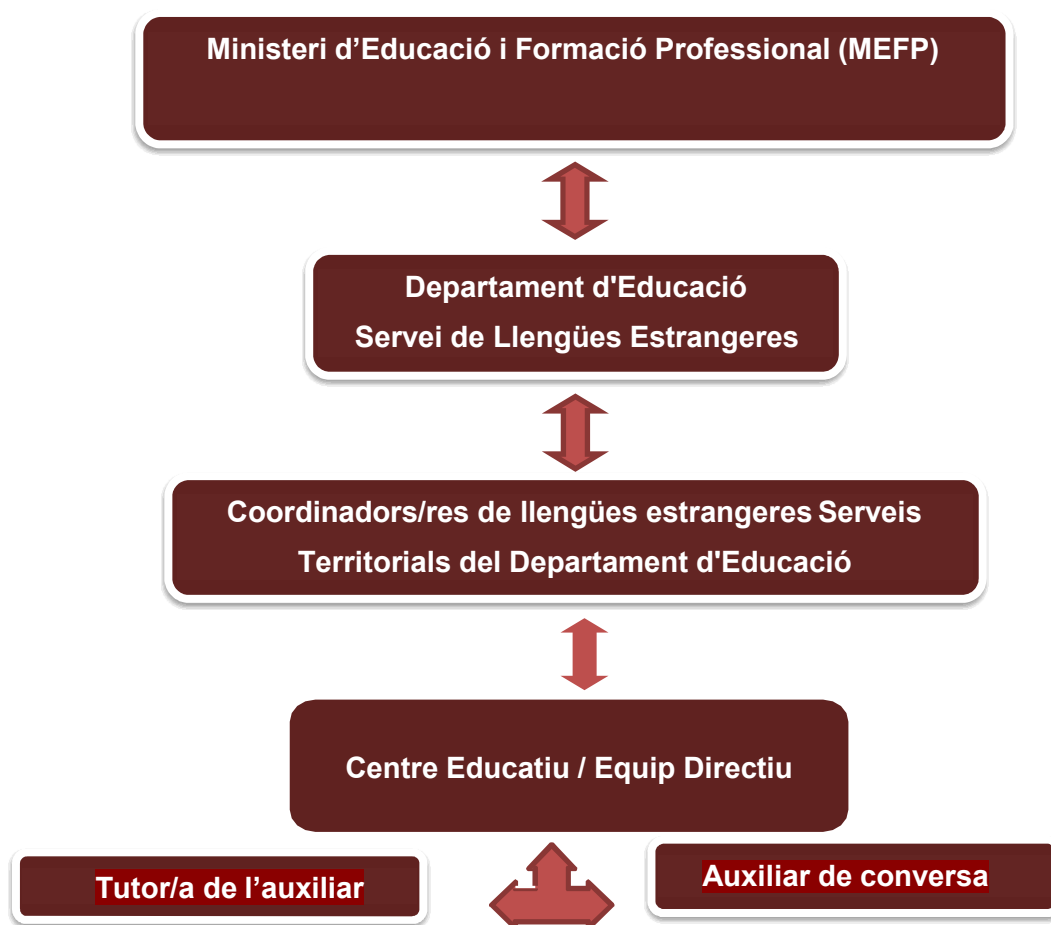 Ministeri d’Educació i Formació Professional (MEFP)
Departament d'Educació
Servei de Llengües Estrangeres
Coordinadors/res de llengües estrangeres Serveis
Territorials del Departament d'Educació
Centre Educatiu / Equip Directiu
Tutor/a de l’auxiliar
Auxiliar de conversa